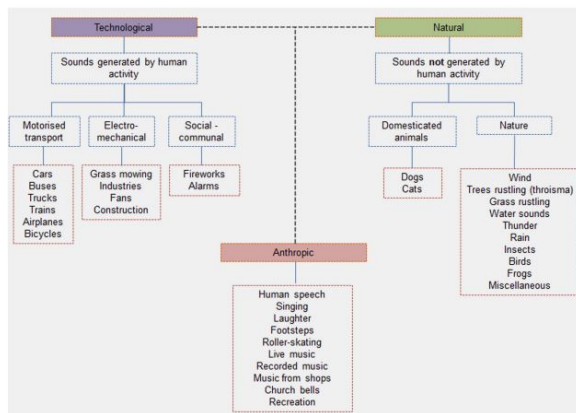 Technological
Natural
Sounds generated by human
activity
Sounds not generated by
human activity
Motorised
transport
Electro-
mechanical
Social -
communal
Domesticated
animals
Nature
Cars
Buses
Trucks
Trains
Airplanes
Bicycles
Grass mowing
Industries
Fans
Construction
Fireworks
Alarms
Dogs
Cats
Wind
Trees rustling (throisma)
Grass rustling
Water sounds
Thunder
Rain
Insects
Birds
Frogs
Miscellaneous
Anthropic
Human speech
Singing
Laughter
Footsteps
Roller-skating
Live music
Recorded music
Music from shops
Church bells
Recreation